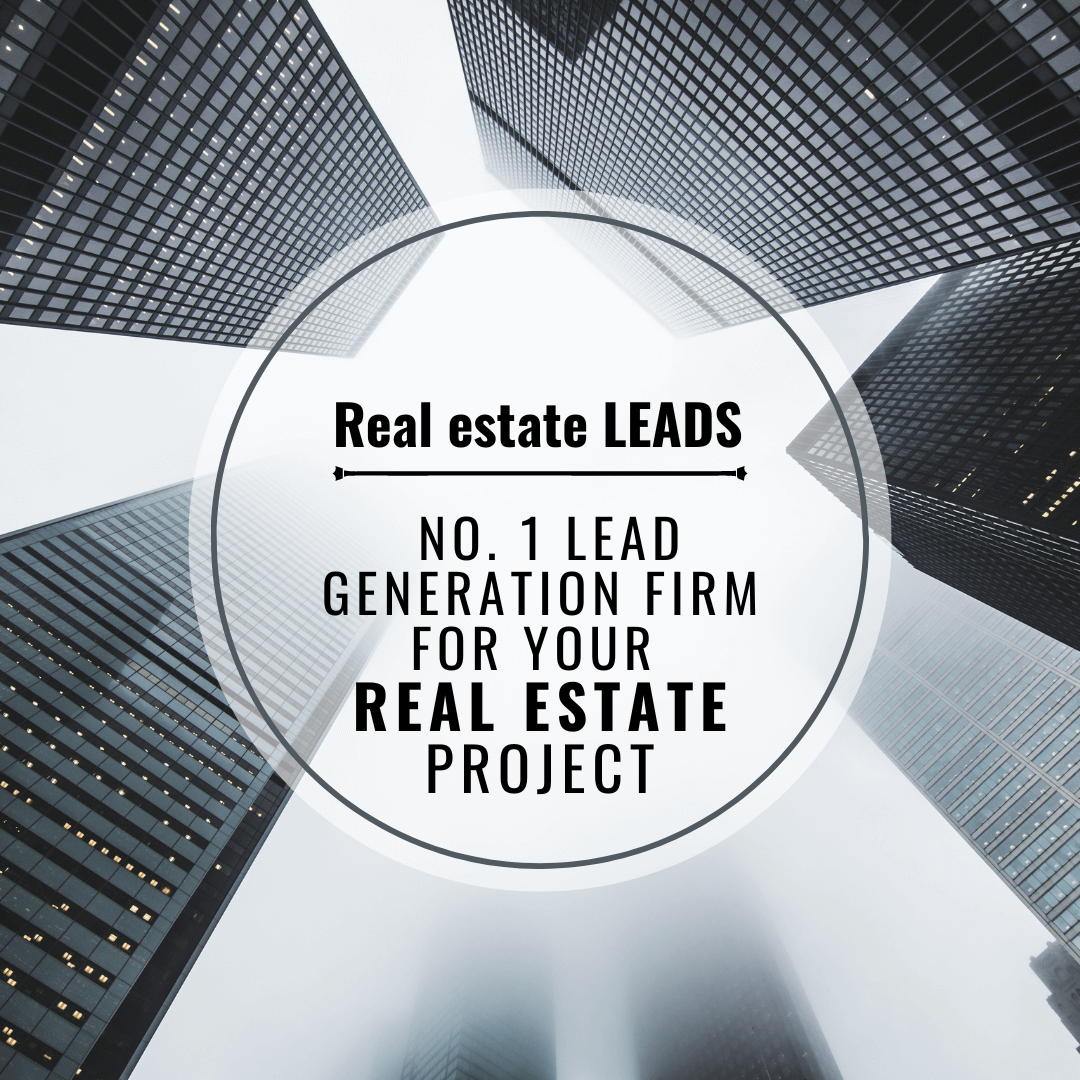 Real estate LEADS
NO. 1 LEAD
GENERATION FIRM
FOR YOUR
REAL ESTATE
PROJECT